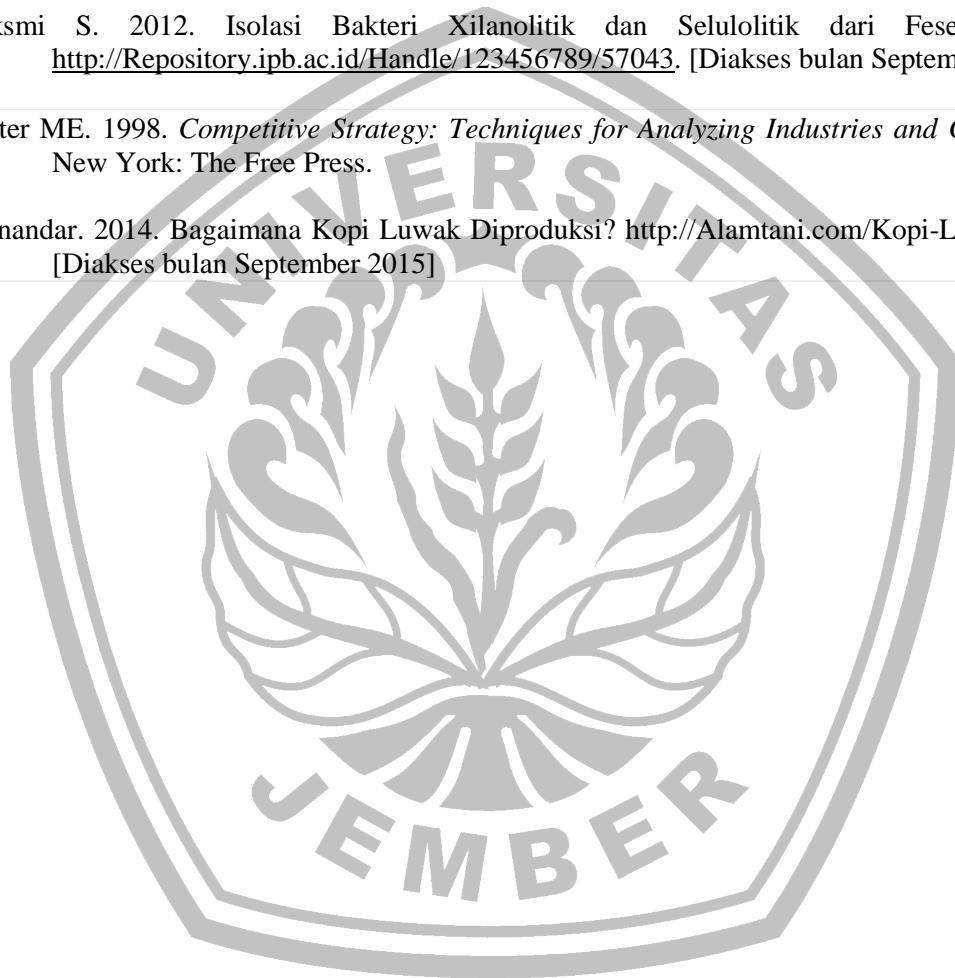 ksmi S. 2012. Isolasi Bakteri Xilanolitik dan Selulolitik dari Fese
http://Repository.ipb.ac.id/Handle/123456789/57043. [Diakses bulan Septem
ter ME. 1998. Competitive Strategy: Techniques for Analyzing Industries and
New York: The Free Press.
nandar. 2014. Bagaimana Kopi Luwak Diproduksi? http://Alamtani.com/Kopi-L
[Diakses bulan September 2015]
UNIVERSITAS
JEMBER